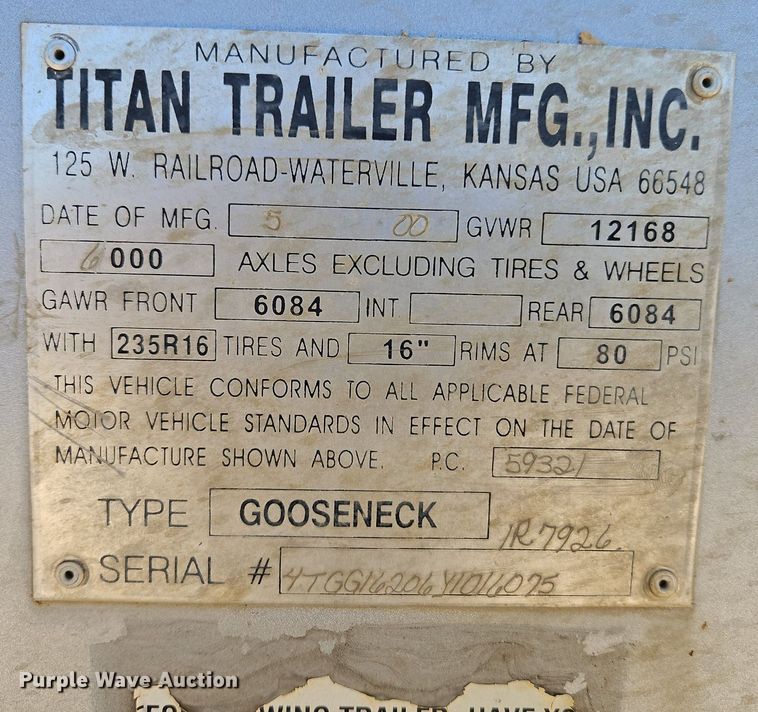 MANUFACTURED BY
TITAN TRAILER MFG.,INC.
125 W. RAILROAD-WATERVILLE, KANSAS USA 66548
DATE OF MFG. 5 00 GVWR 12168
6000 AXLES EXCLUDING TIRES & WHEELS
GAWR FRONT 6084 INT REAR 6084
WITH 235R16 TIRES AND 16" RIMS AT 80 PSI
THIS VEHICLE CONFORMS TO ALL APPLICABLE FEDERAL
MOTOR VEHICLE STANDARDS IN EFFECT ON THE DATE OF
MANUFACTURE SHOWN ABOVE. P.C. 59321
TYPE GOOSENECK
1R7926
SERIAL # 4TGG16206Y1016075
Purple Wave Auction
TRAILER, HAVE